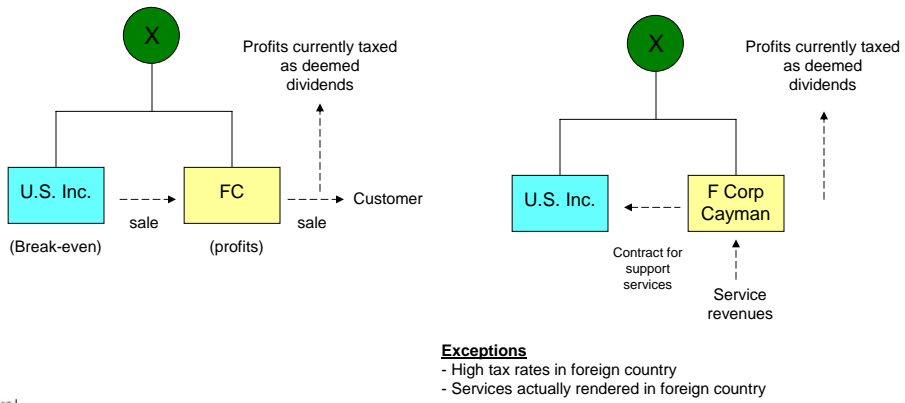 X
Profits currently taxed
as deemed
dividends
U.S. Inc.
FC
Customer
sale
sale
(Break-even)
(profits)
X
Profits currently taxed
as deemed
dividends
U.S. Inc.
F Corp
Cayman
Contract for
support
services
Service
revenues
Exceptions
- High tax rates in foreign country
- Services actually rendered in foreign country